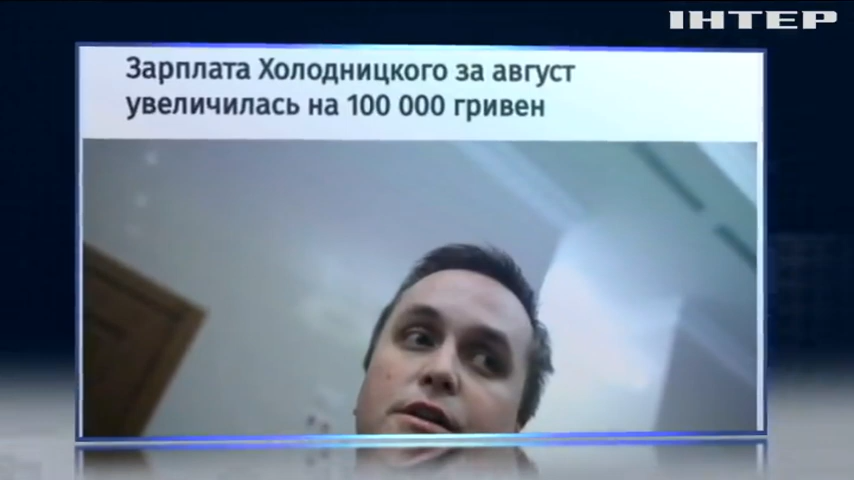 ІНТЕР
Зарплата Холодницкого за август
увеличилась на 100 000 гривен